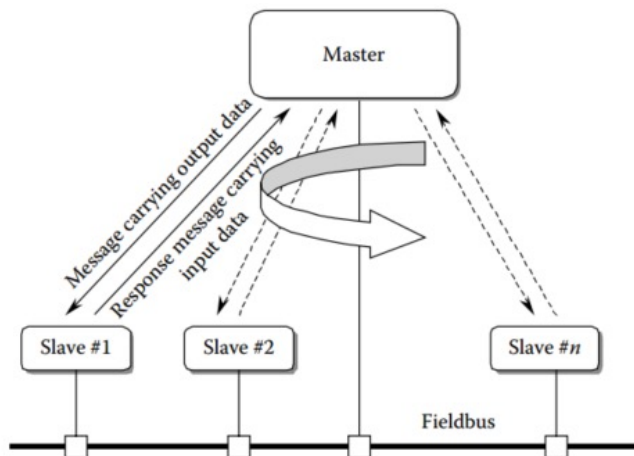 Master
Message carrying output data
Response message carrying
input data
Slave #1
Slave #2
Slave #n
Fieldbus